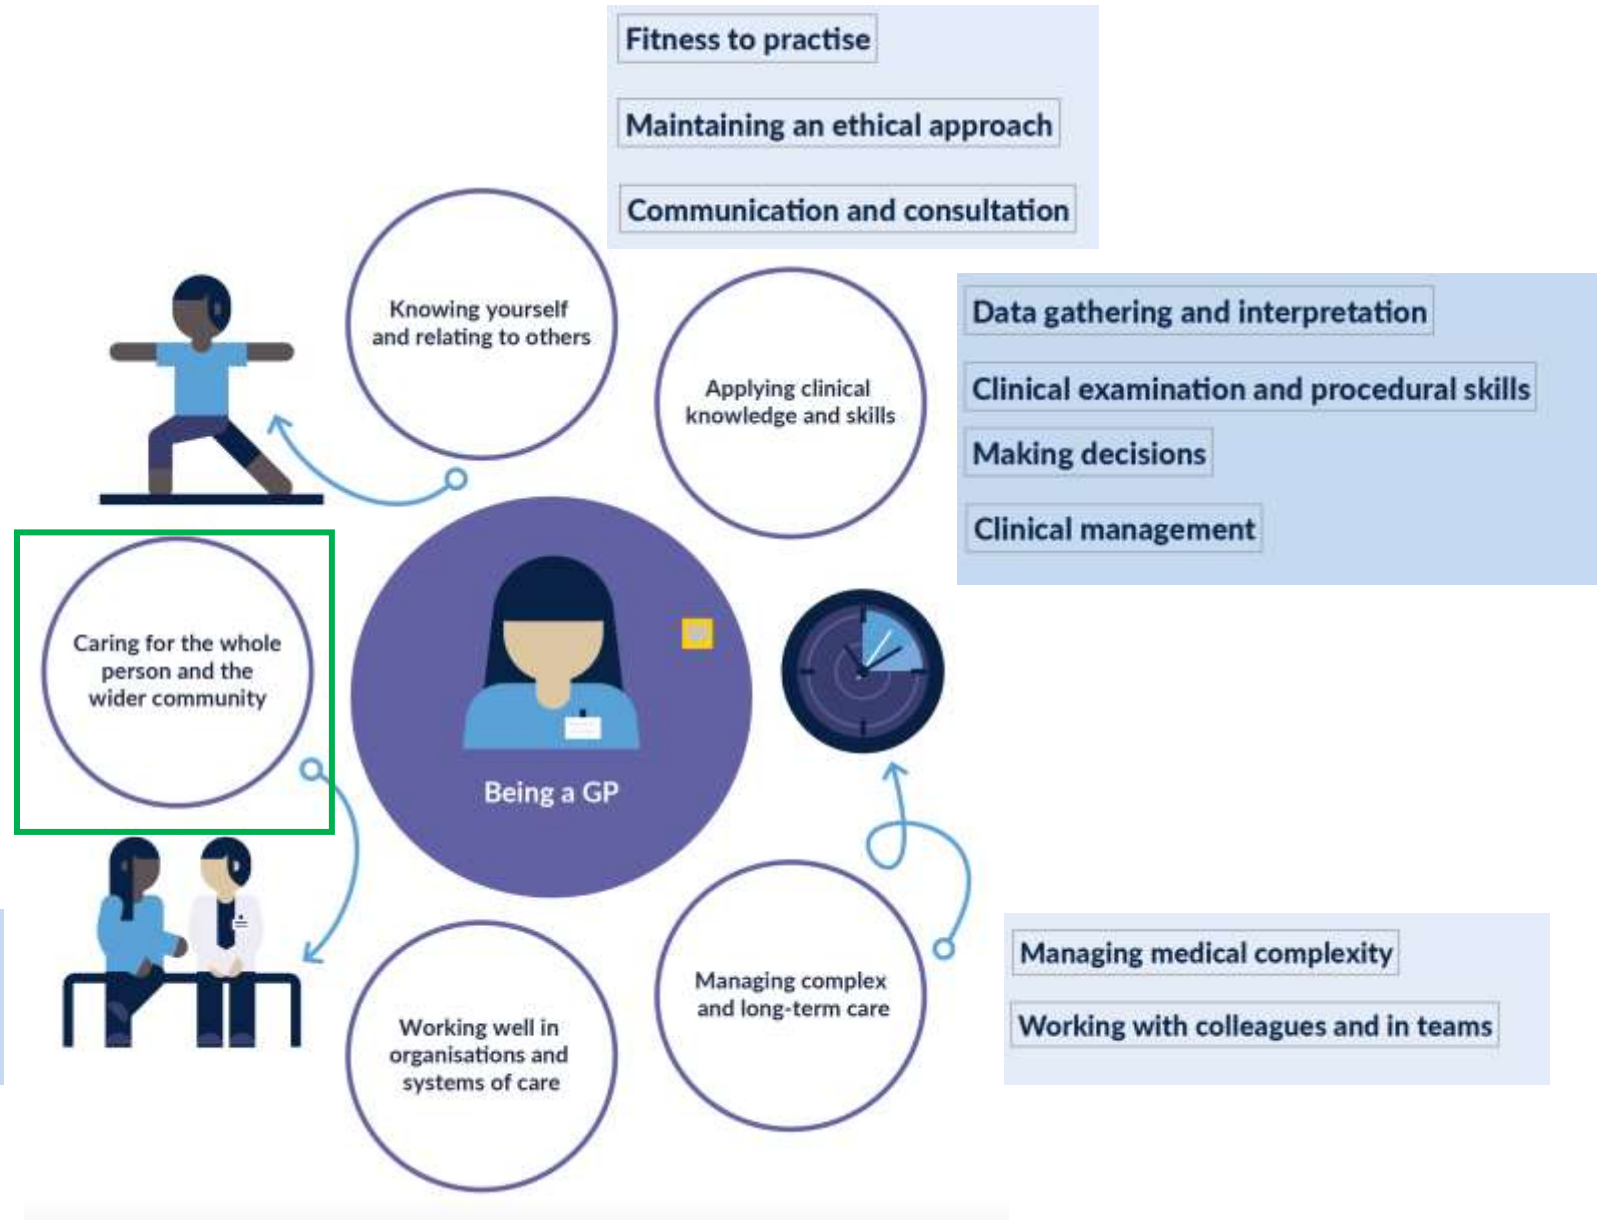 Fitness to practise
Maintaining an ethical approach
Communication and consultation
Knowing yourself
and relating to others
Applying clinical
knowledge and skills
Data gathering and interpretation
Clinical examination and procedural skills
Making decisions
Clinical management
Caring for the whole
person and the
wider community
Being a GP
Managing complex
and long-term care
Managing medical complexity
Working with colleagues and in teams
Working well in
organisations and
systems of care